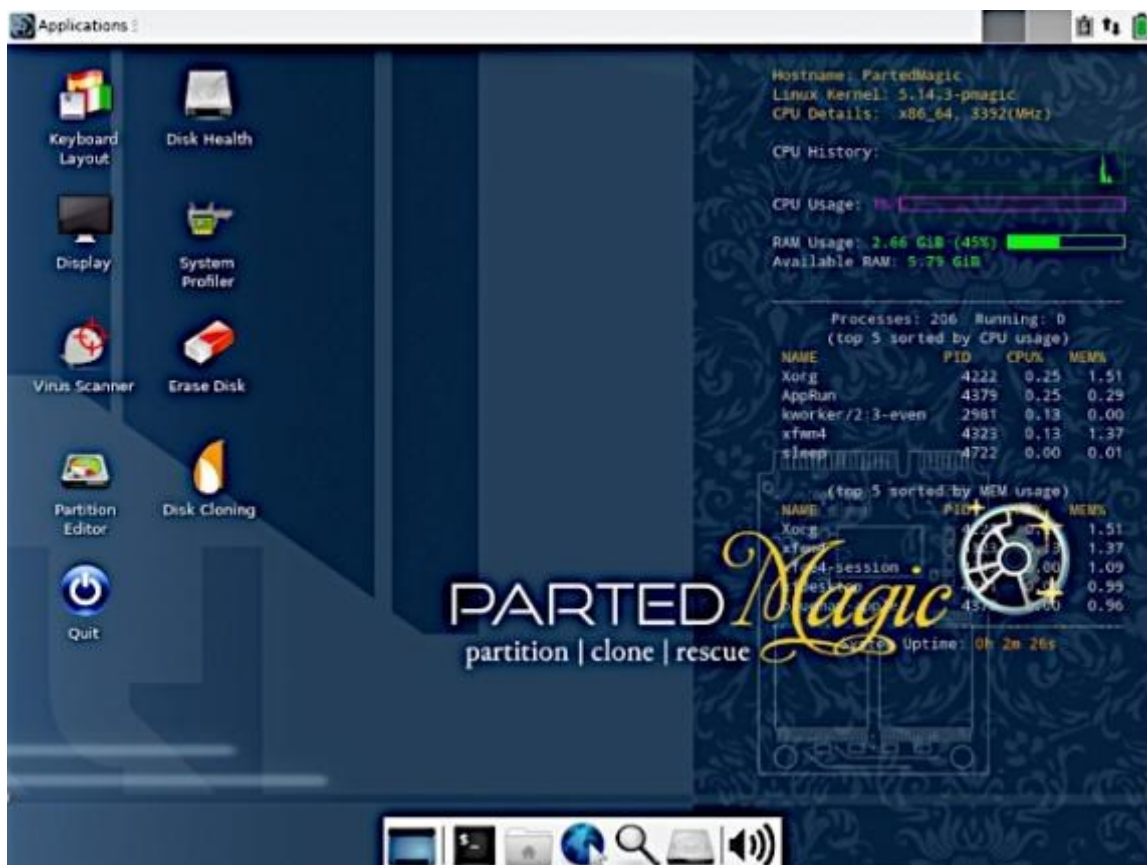 Applications
Keyboard
Layout
Disk Health
Display
System
Profiler
Virus Scanner
Erase Disk
Partition
Editor
Disk Cloning
Quit
Hostname: PartedMagic
Linux Kernel: 5.14.3-pmagic
CPU Details: x86_64, 3392(MHz)
CPU History:
CPU Usage:
RAM Usage: 2.66 GiB (45%)
Available RAM: 5.79 GiB
Processes: 206 Running: 0
(top 5 sorted by CPU usage)
NAME PID CPU% MEM%
Xorg 4222 0.25 1.51
AppRun 4379 0.25 0.29
kworker/2:3-even 2981 0.13 0.00
xfwm4 4323 0.13 1.37
sleep 4722 0.00 0.01
(top 5 sorted by MEM usage)
NAME PID MEM%
Xorg 1.51
xfwm4 1.37
1.09
0.99
0.96
Uptime: 0h 2m 26s
PARTED Magic
partition | clone | rescue
$_